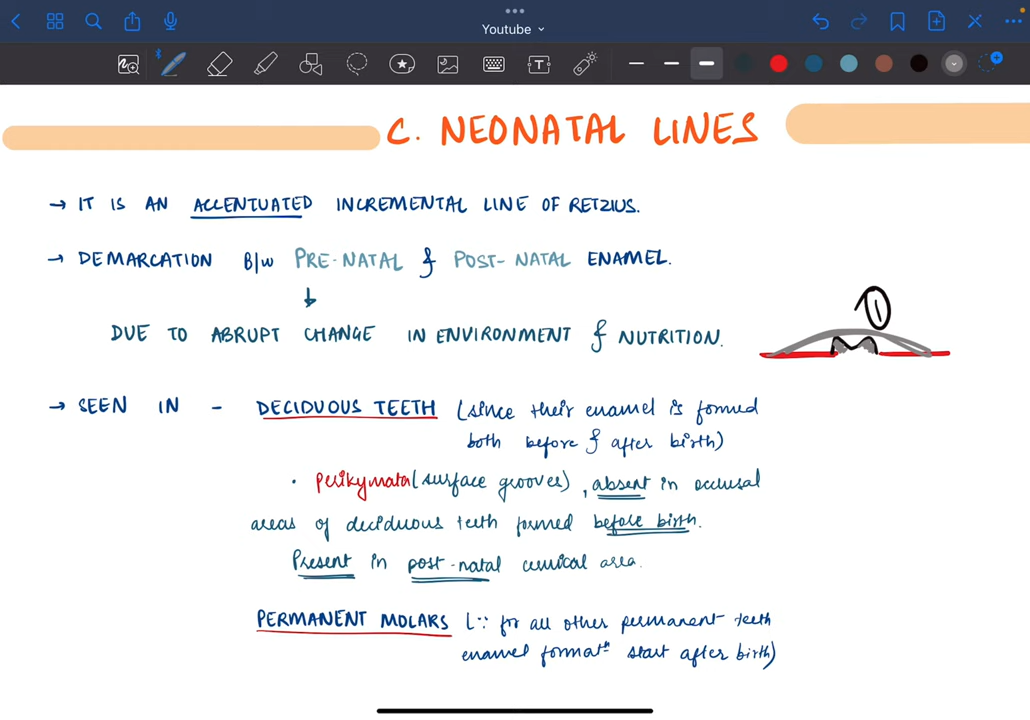 Youtube
C. NEONATAL LINES
→ IT IS AN ACCENTUATED INCREMENTAL LINE OF RETZIUS.
→ DEMARCATION B/w PRE-NATAL & POST-NATAL ENAMEL.
↓
DUE TO ABRUPT CHANGE IN ENVIRONMENT & NUTRITION.
→ SEEN IN - DECIDUOUS TEETH (since their enamel is formed
both before & after birth)
• Perikymata (surface grooves), absent in occlusal
areas of deciduous teeth formed before birth.
Present in post-natal cervical area.
PERMANENT MOLARS (∵ for all other permanent teeth
enamel formatⁿ start after birth)
1